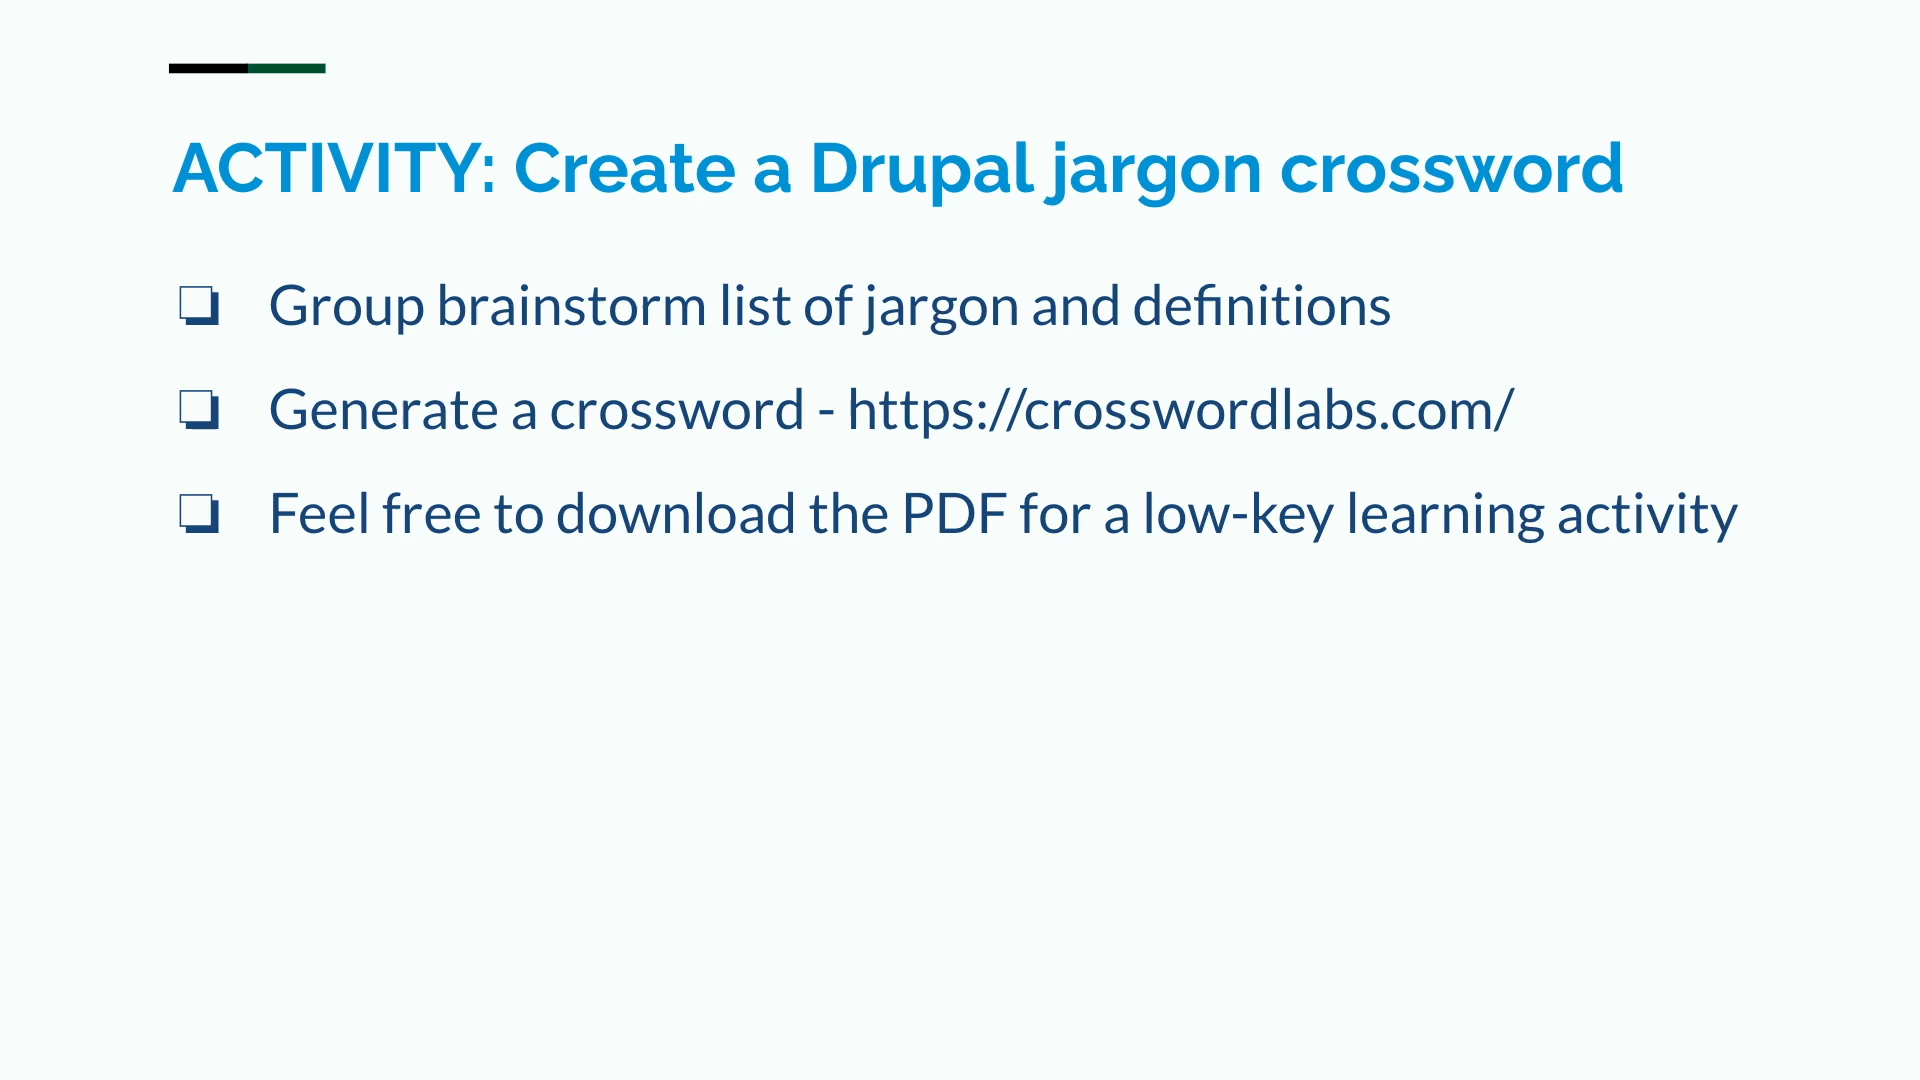 ACTIVITY: Create a Drupal jargon crossword
❏ Group brainstorm list of jargon and definitions
❏ Generate a crossword - https://crosswordlabs.com/
❏ Feel free to download the PDF for a low-key learning activity